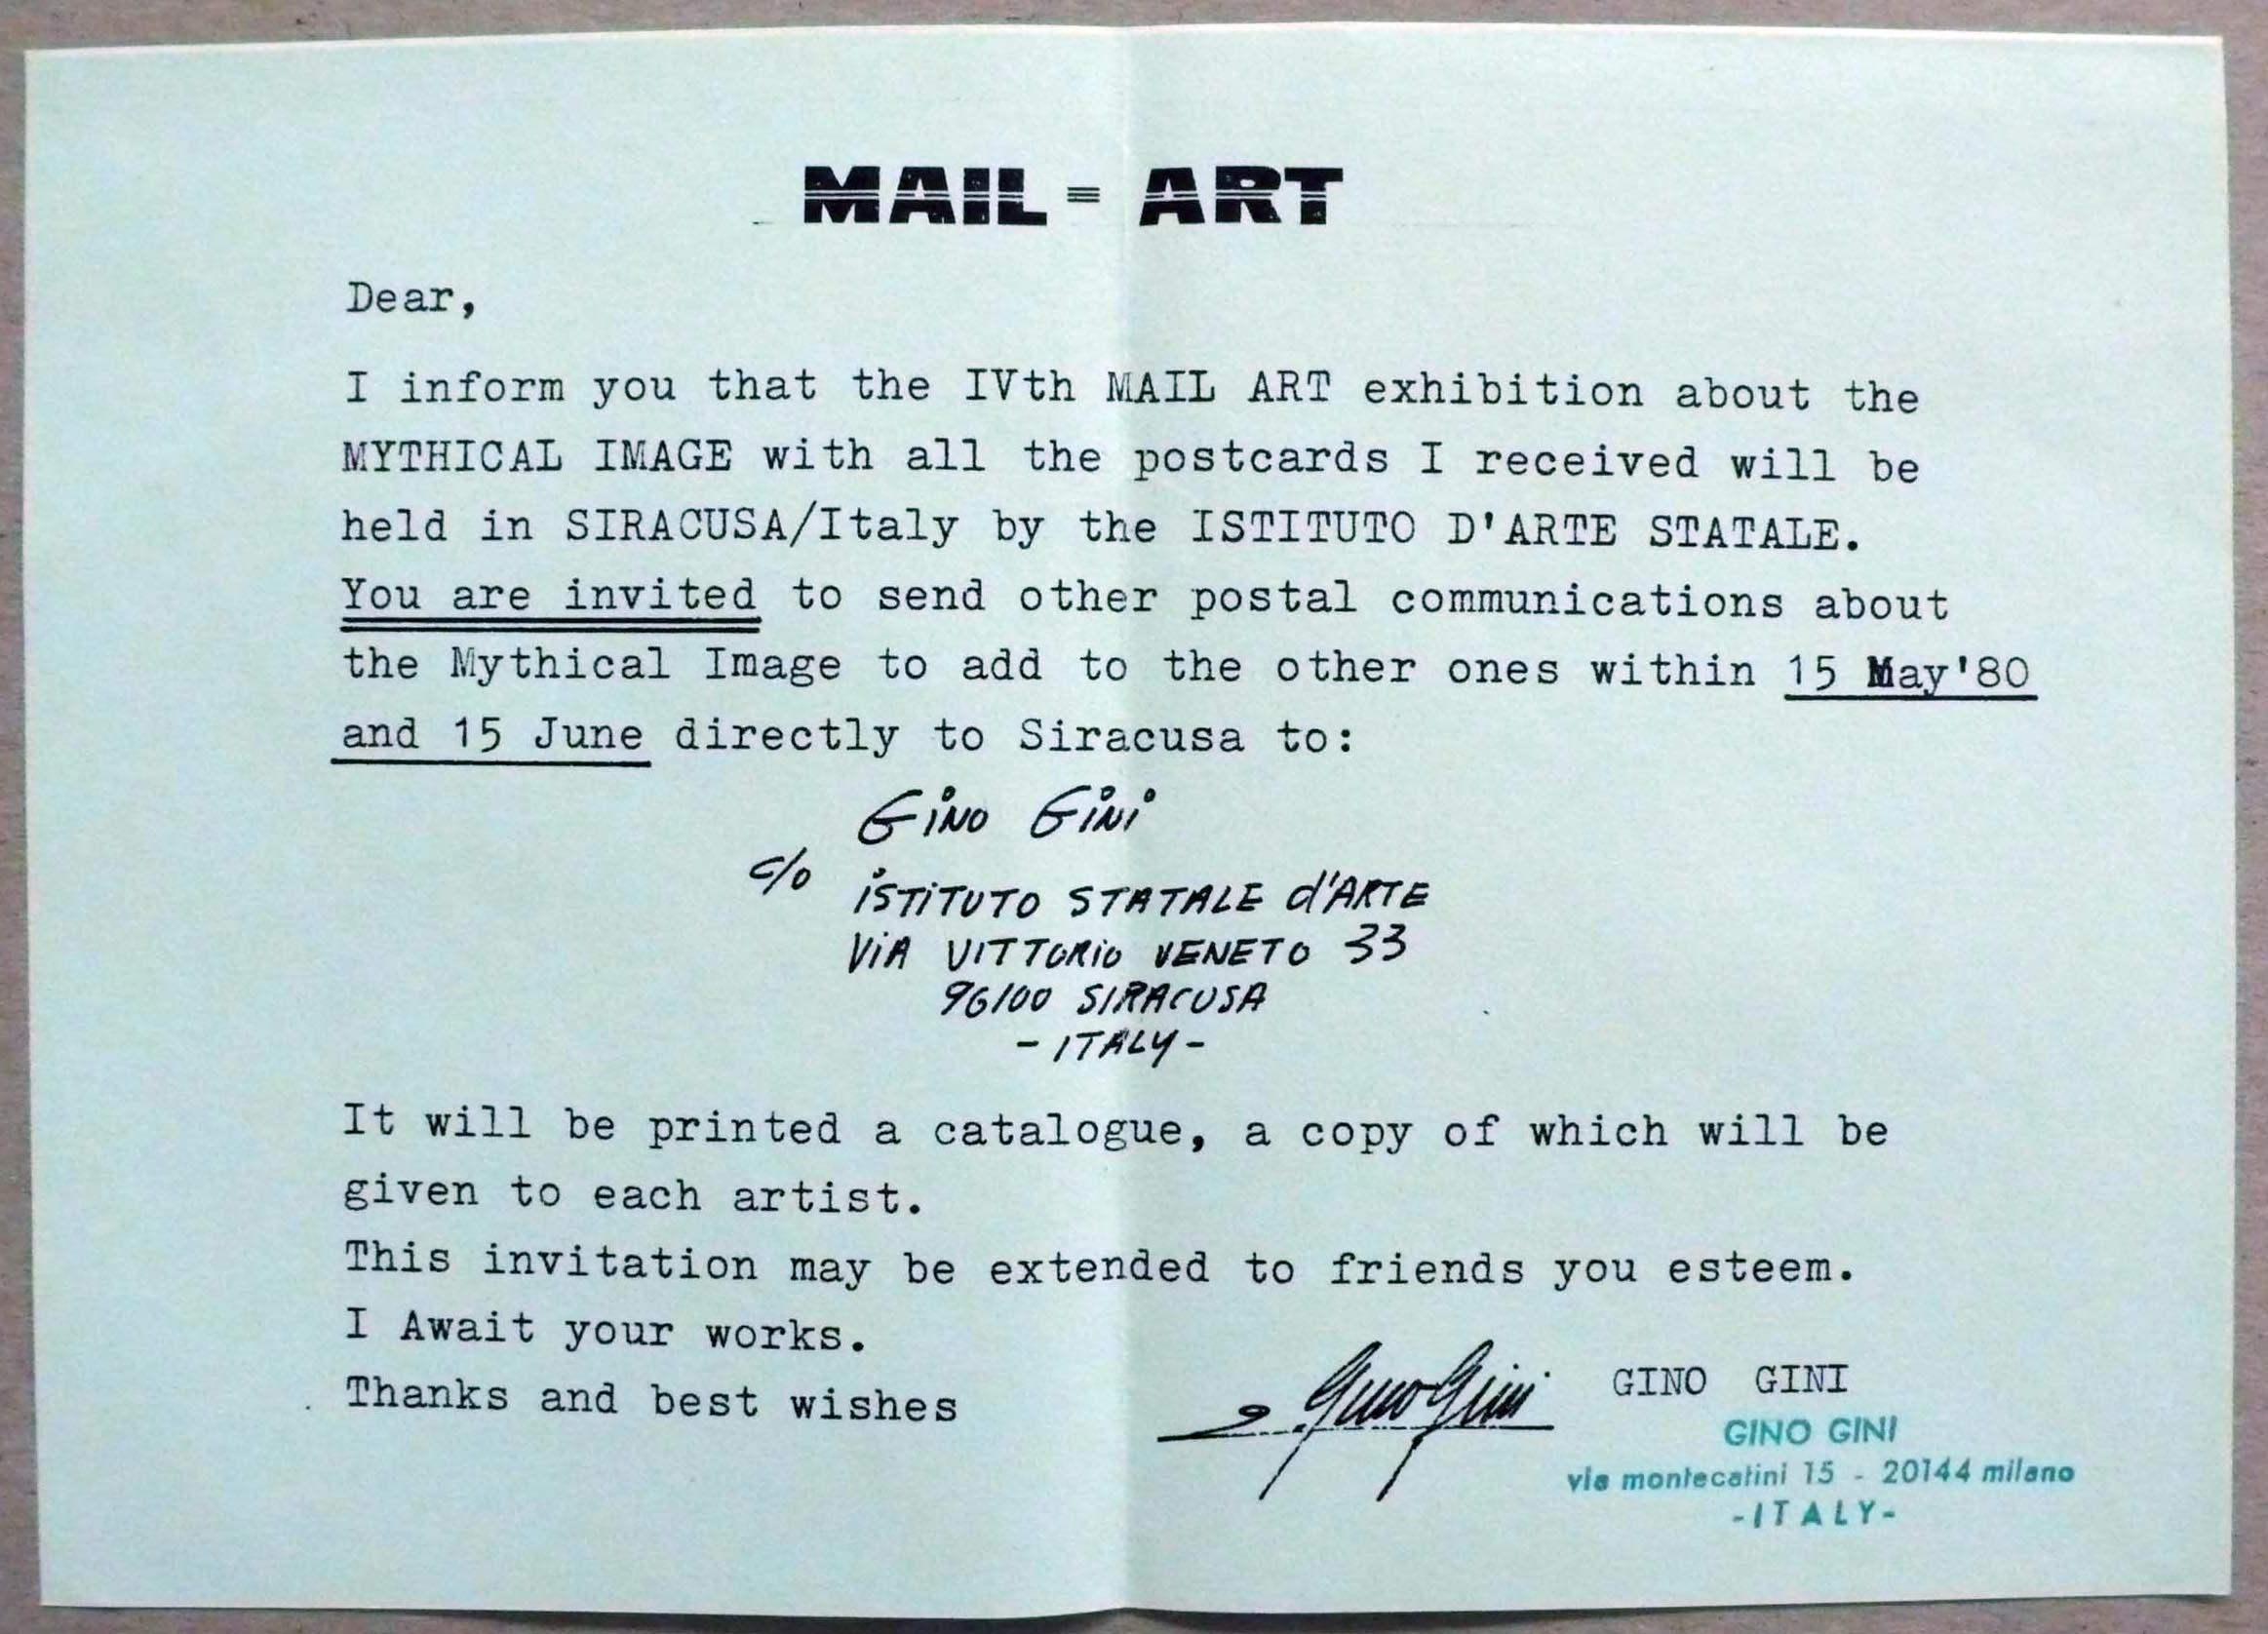 MAIL = ART
Dear,
I inform you that the IVth MAIL ART exhibition about the
MYTHICAL IMAGE with all the postcards I received will be
held in SIRACUSA/Italy by the ISTITUTO D'ARTE STATALE.
You are invited to send other postal communications about
the Mythical Image to add to the other ones within 15 May'80
and 15 June directly to Siracusa to:
GiNO GiNi
c/o iSTiTUTO STATALE d'ARTE
ViA VITTORiO VENETO 33
96100 SIRACUSA
- ITALY -
It will be printed a catalogue, a copy of which will be
given to each artist.
This invitation may be extended to friends you esteem.
I Await your works.
Thanks and best wishes
Gino Gini GINO GINI
GINO GINI
via montecatini 15 - 20144 milano
-ITALY-